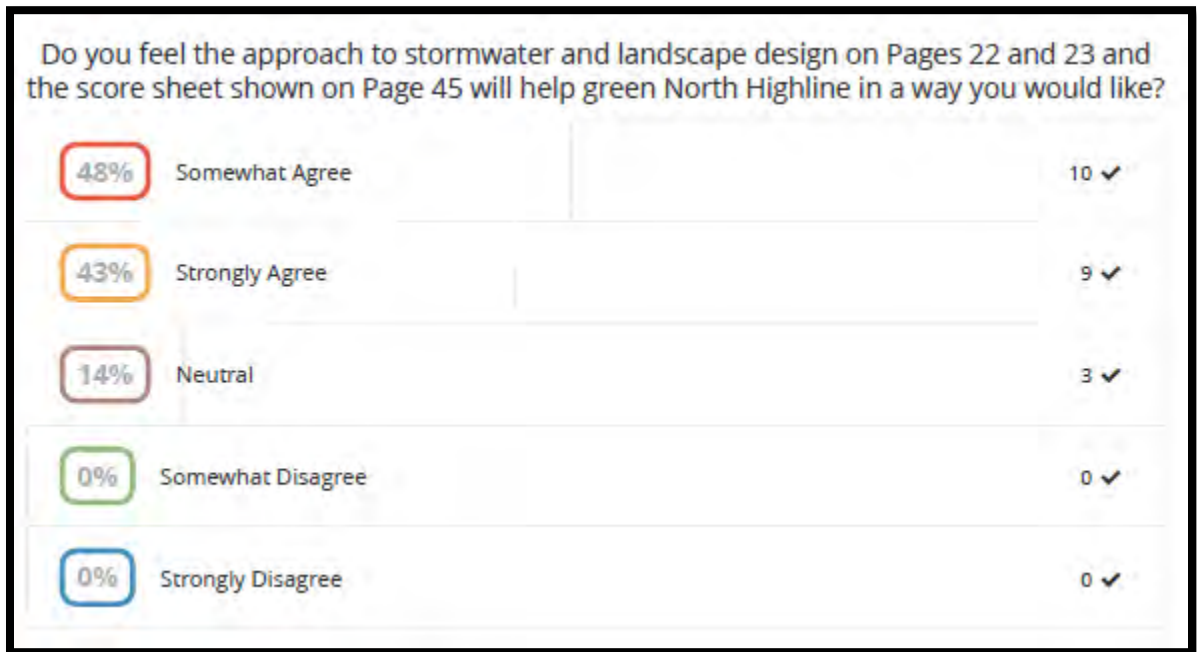 Do you feel the approach to stormwater and landscape design on Pages 22 and 23 and
the score sheet shown on Page 45 will help green North Highline in a way you would like?
48% Somewhat Agree 10 ✔
43% Strongly Agree 9 ✔
14% Neutral 3 ✔
0% Somewhat Disagree 0 ✔
0% Strongly Disagree 0 ✔